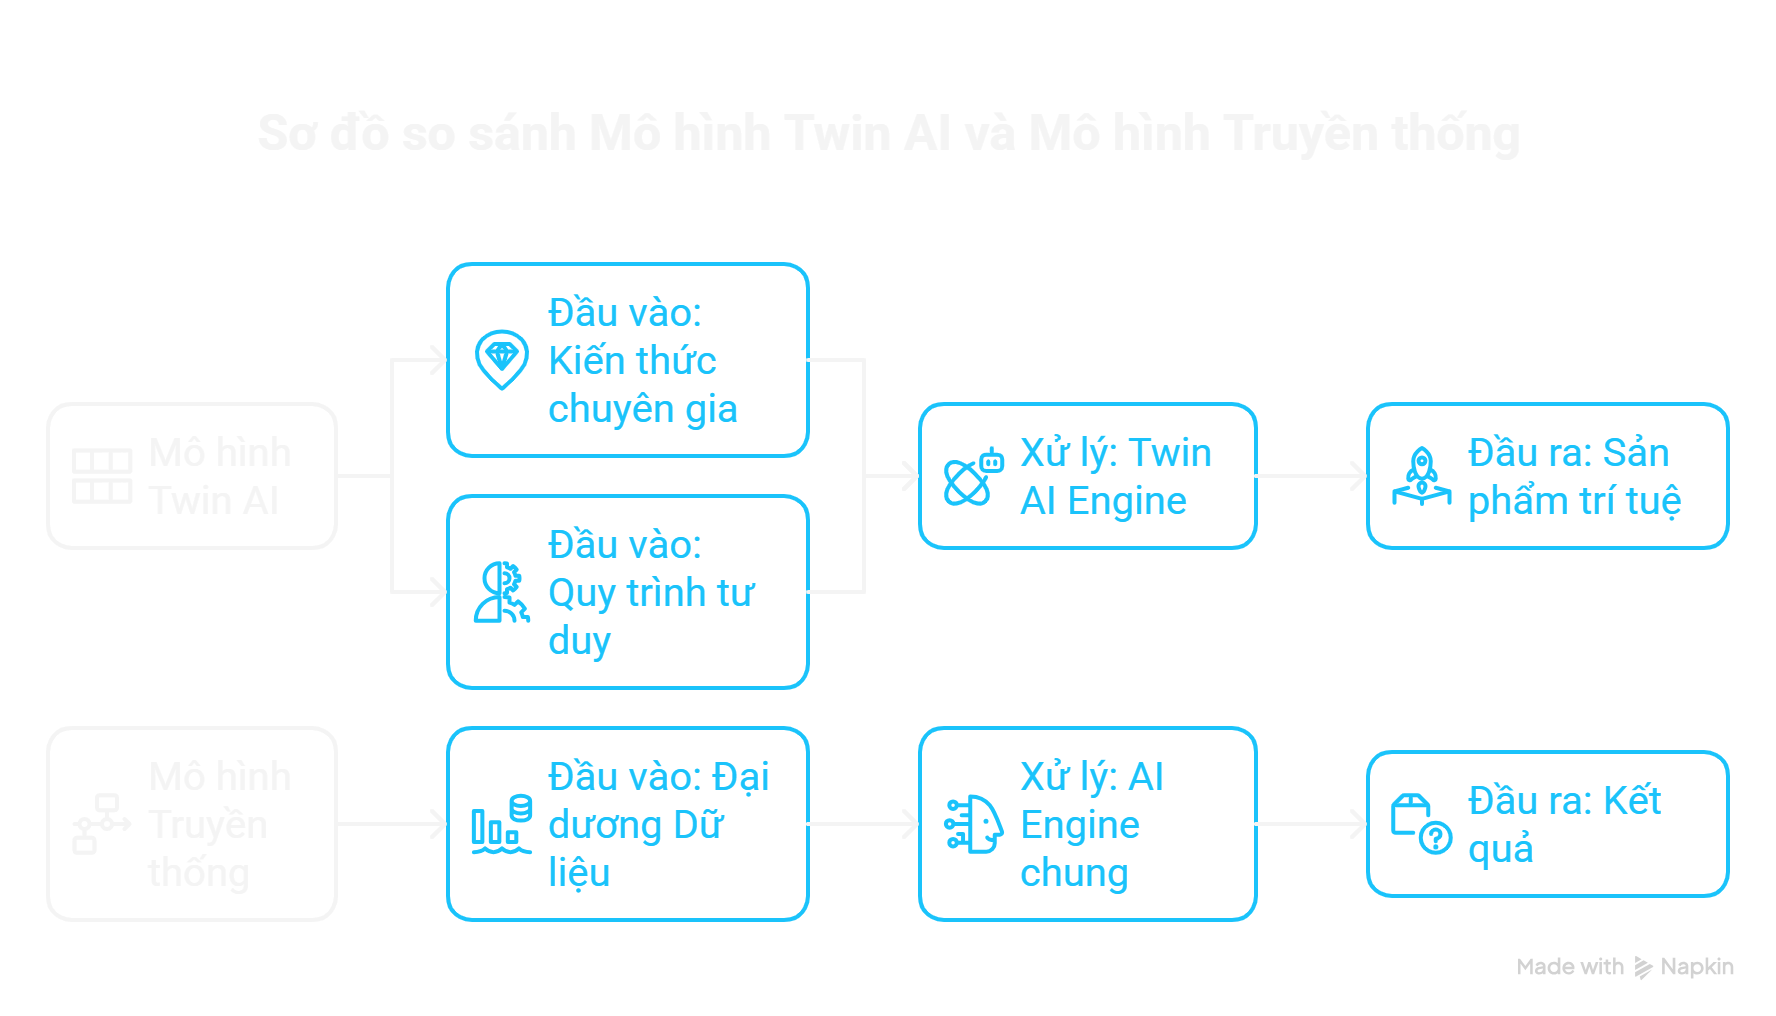 Sơ đồ so sánh Mô hình Twin AI và Mô hình Truyền thống
Mô hình
Twin AI
Đầu vào:
Kiến thức
chuyên gia
Đầu vào:
Quy trình tư
duy
Xử lý: Twin
AI Engine
Đầu ra: Sản
phẩm trí tuệ
Mô hình
Truyền
thống
Đầu vào: Đại
dương Dữ
liệu
Xử lý: AI
Engine
chung
Đầu ra: Kết
quả
Made with Napkin